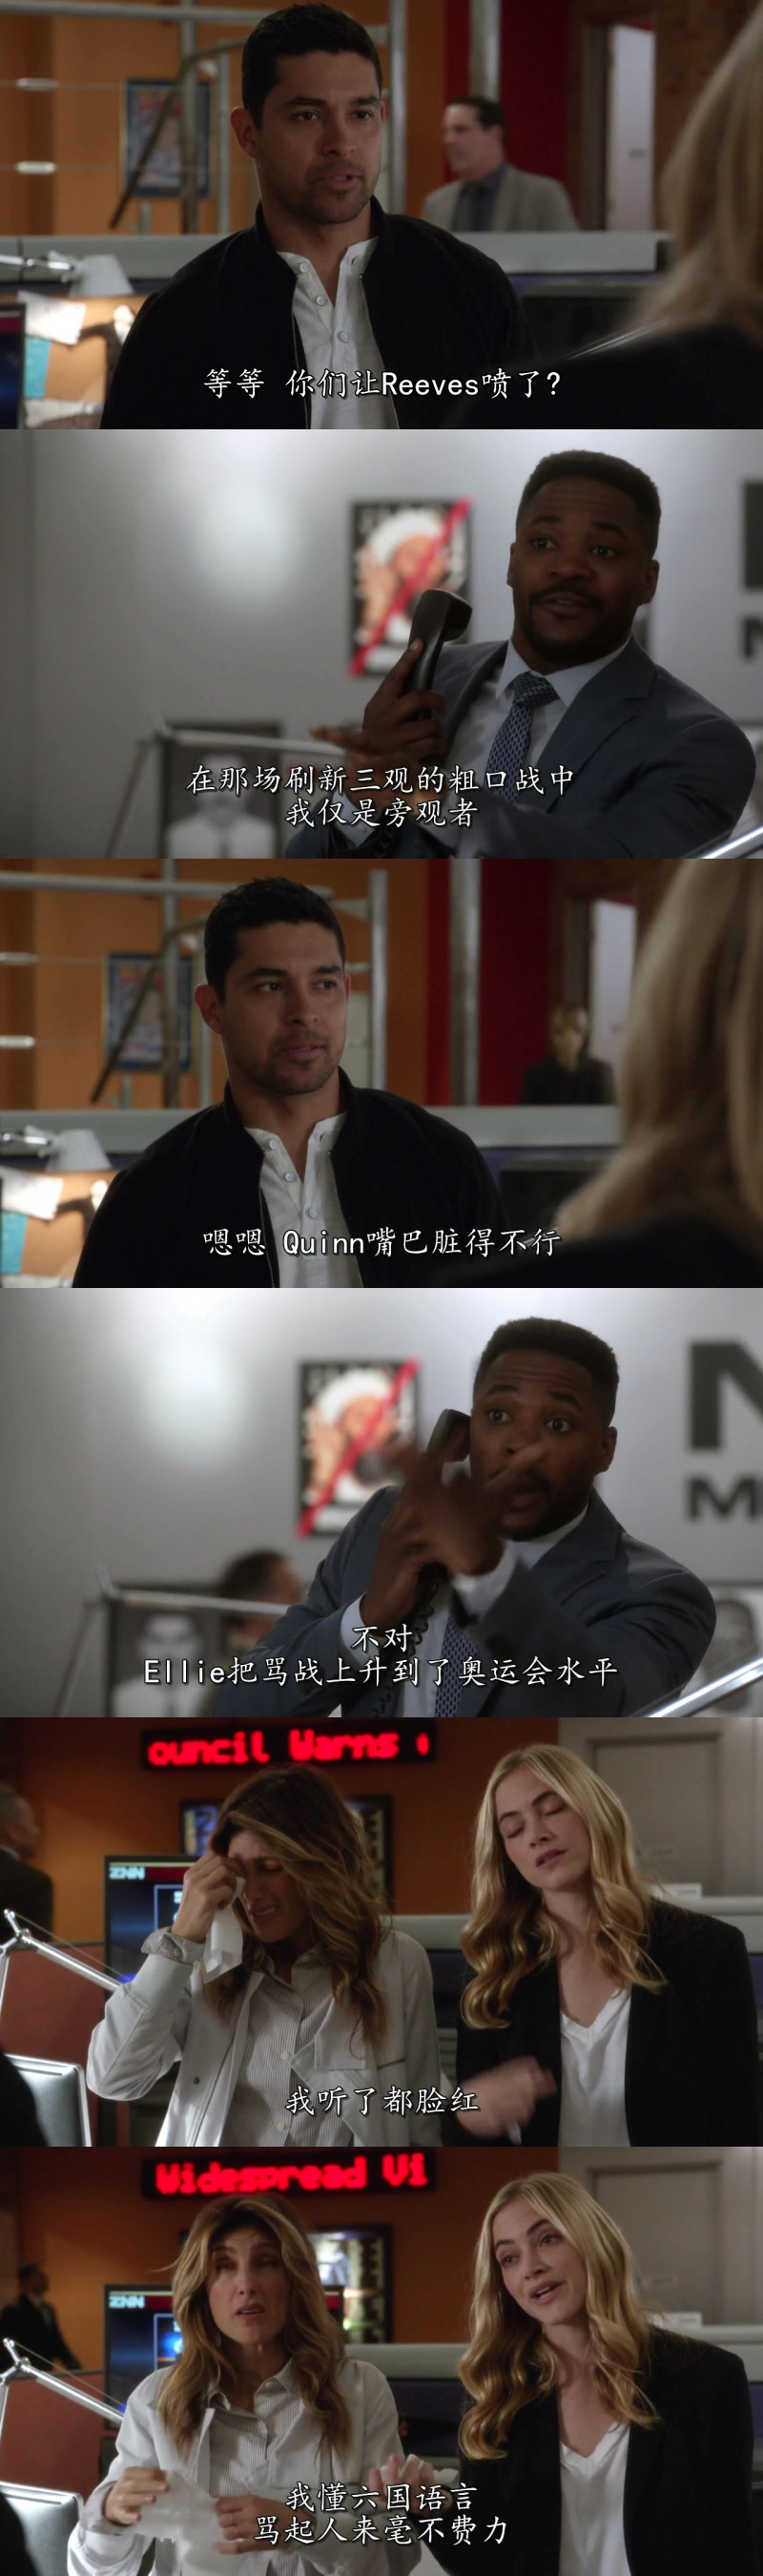 等等 你们让Reeves喷了?
在那场刷新三观的粗口战中
我仅是旁观者
嗯嗯 Quinn嘴巴脏得不行
N
M
不对
Ellie把骂战上升到了奥运会水平
ouncil Warns
ZNN
我听了都脸红
Widespread Vi
ZNN
我懂六国语言
骂起人来毫不费力